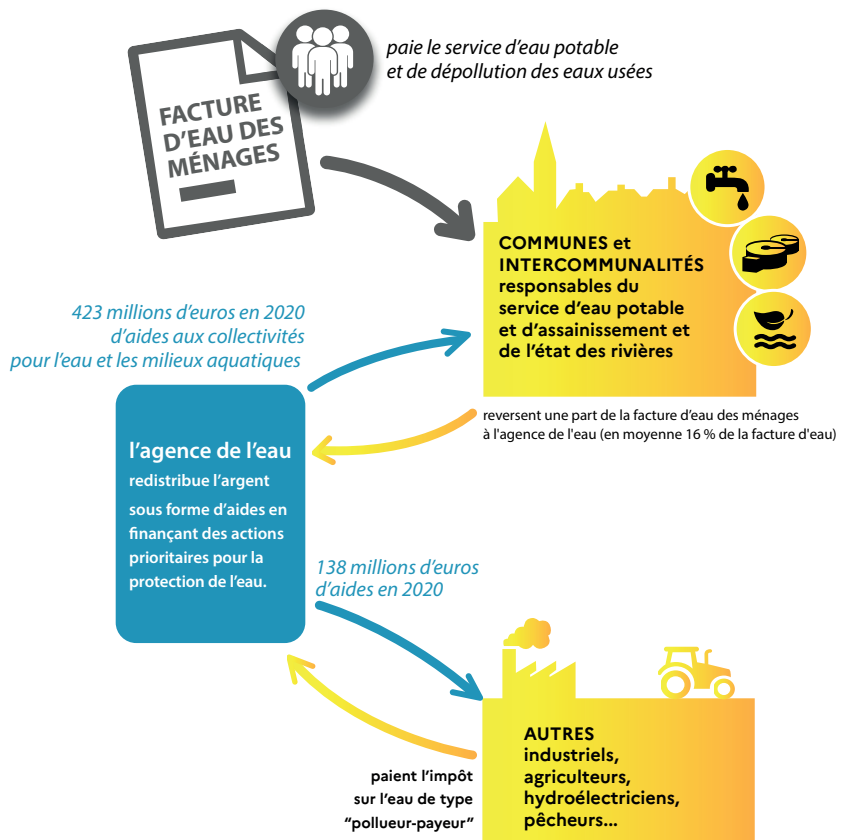 paie le service d’eau potable
et de dépollution des eaux usées
FACTURE
D’EAU DES
MÉNAGES
COMMUNES et
INTERCOMMUNALITÉS
responsables du
service d’eau potable
et d’assainissement et
de l’état des rivières
423 millions d’euros en 2020
d’aides aux collectivités
pour l’eau et les milieux aquatiques
reversent une part de la facture d’eau des ménages
à l'agence de l'eau (en moyenne 16 % de la facture d'eau)
l’agence de l’eau
redistribue l’argent
sous forme d’aides en
finançant des actions
prioritaires pour la
protection de l’eau.
138 millions d’euros
d’aides en 2020
AUTRES
industriels,
agriculteurs,
hydroélectriciens,
pêcheurs...
paient l’impôt
sur l’eau de type
“pollueur-payeur”